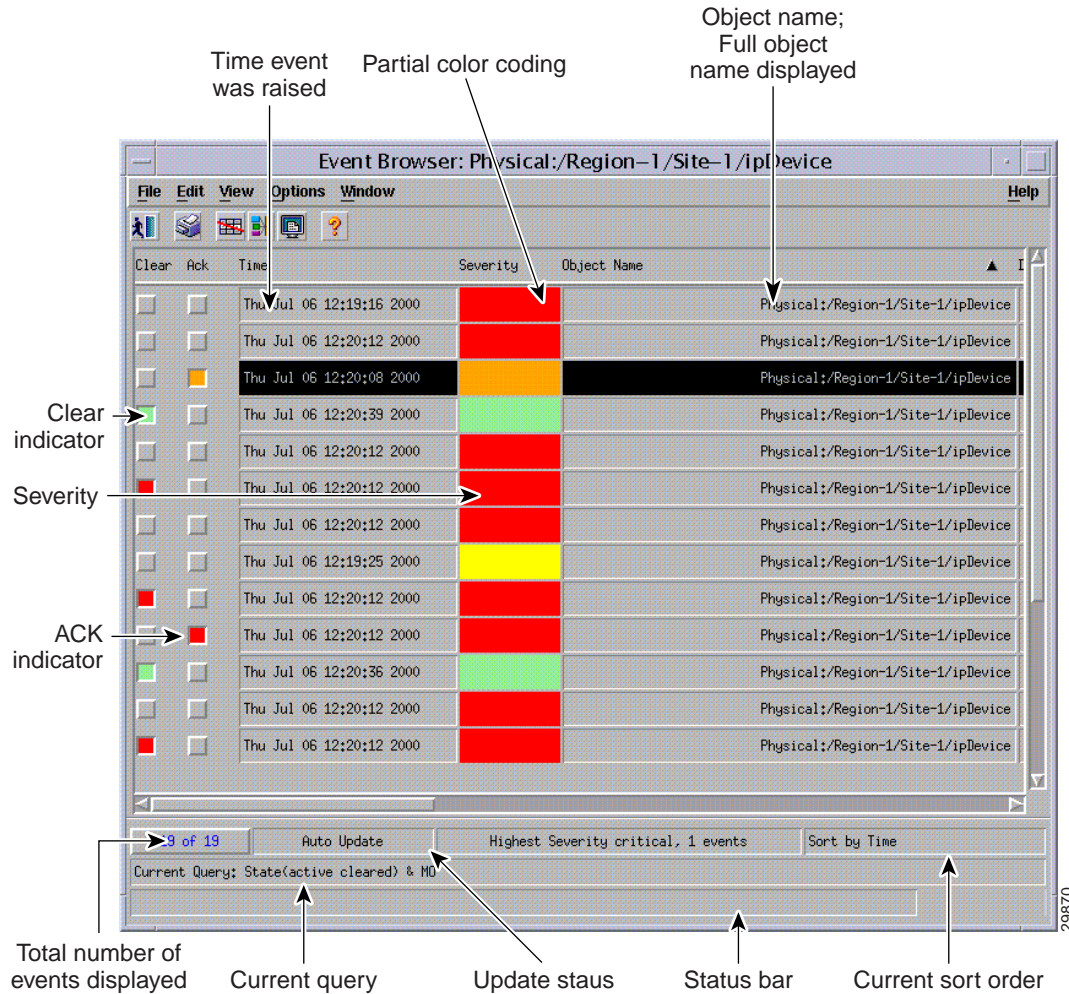 Object name;
Full object
name displayed
Time event
was raised
Partial color coding
Event Browser: Physical:/Region-1/Site-1/ipDevice
File Edit View Options Window Help
Clear Ack Time Severity Object Name
Thu Jul 06 12:19:16 2000 Physical:/Region-1/Site-1/ipDevice
Thu Jul 06 12:20:12 2000 Physical:/Region-1/Site-1/ipDevice
Thu Jul 06 12:20:08 2000 Physical:/Region-1/Site-1/ipDevice
Clear
indicator
Thu Jul 06 12:20:39 2000 Physical:/Region-1/Site-1/ipDevice
Thu Jul 06 12:20:12 2000 Physical:/Region-1/Site-1/ipDevice
Severity
Thu Jul 06 12:20:12 2000 Physical:/Region-1/Site-1/ipDevice
Thu Jul 06 12:20:12 2000 Physical:/Region-1/Site-1/ipDevice
Thu Jul 06 12:19:25 2000 Physical:/Region-1/Site-1/ipDevice
Thu Jul 06 12:20:12 2000 Physical:/Region-1/Site-1/ipDevice
ACK
indicator
Thu Jul 06 12:20:12 2000 Physical:/Region-1/Site-1/ipDevice
Thu Jul 06 12:20:36 2000 Physical:/Region-1/Site-1/ipDevice
Thu Jul 06 12:20:12 2000 Physical:/Region-1/Site-1/ipDevice
Thu Jul 06 12:20:12 2000 Physical:/Region-1/Site-1/ipDevice
19 of 19 Auto Update Highest Severity critical, 1 events Sort by Time
Current Query: State(active cleared) & MO
29870
Total number of
events displayed
Current query
Update staus
Status bar
Current sort order